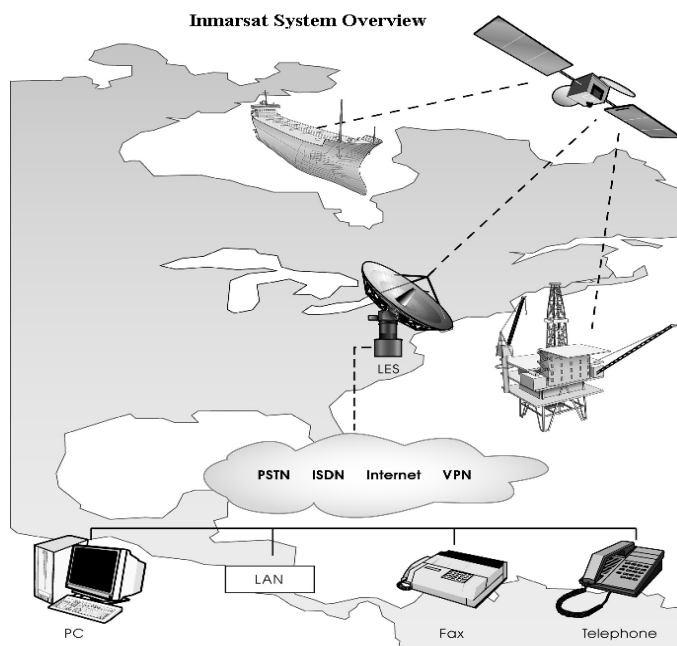 Inmarsat System Overview
LES
PSTN ISDN Internet VPN
LAN
PC Fax Telephone